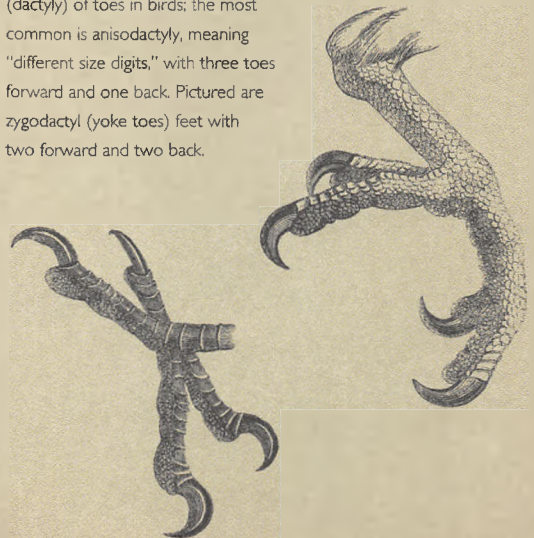 (dactyly) of toes in birds; the most
common is anisodactyly, meaning
"different size digits," with three toes
forward and one back. Pictured are
zygodactyl (yoke toes) feet with
two forward and two back.